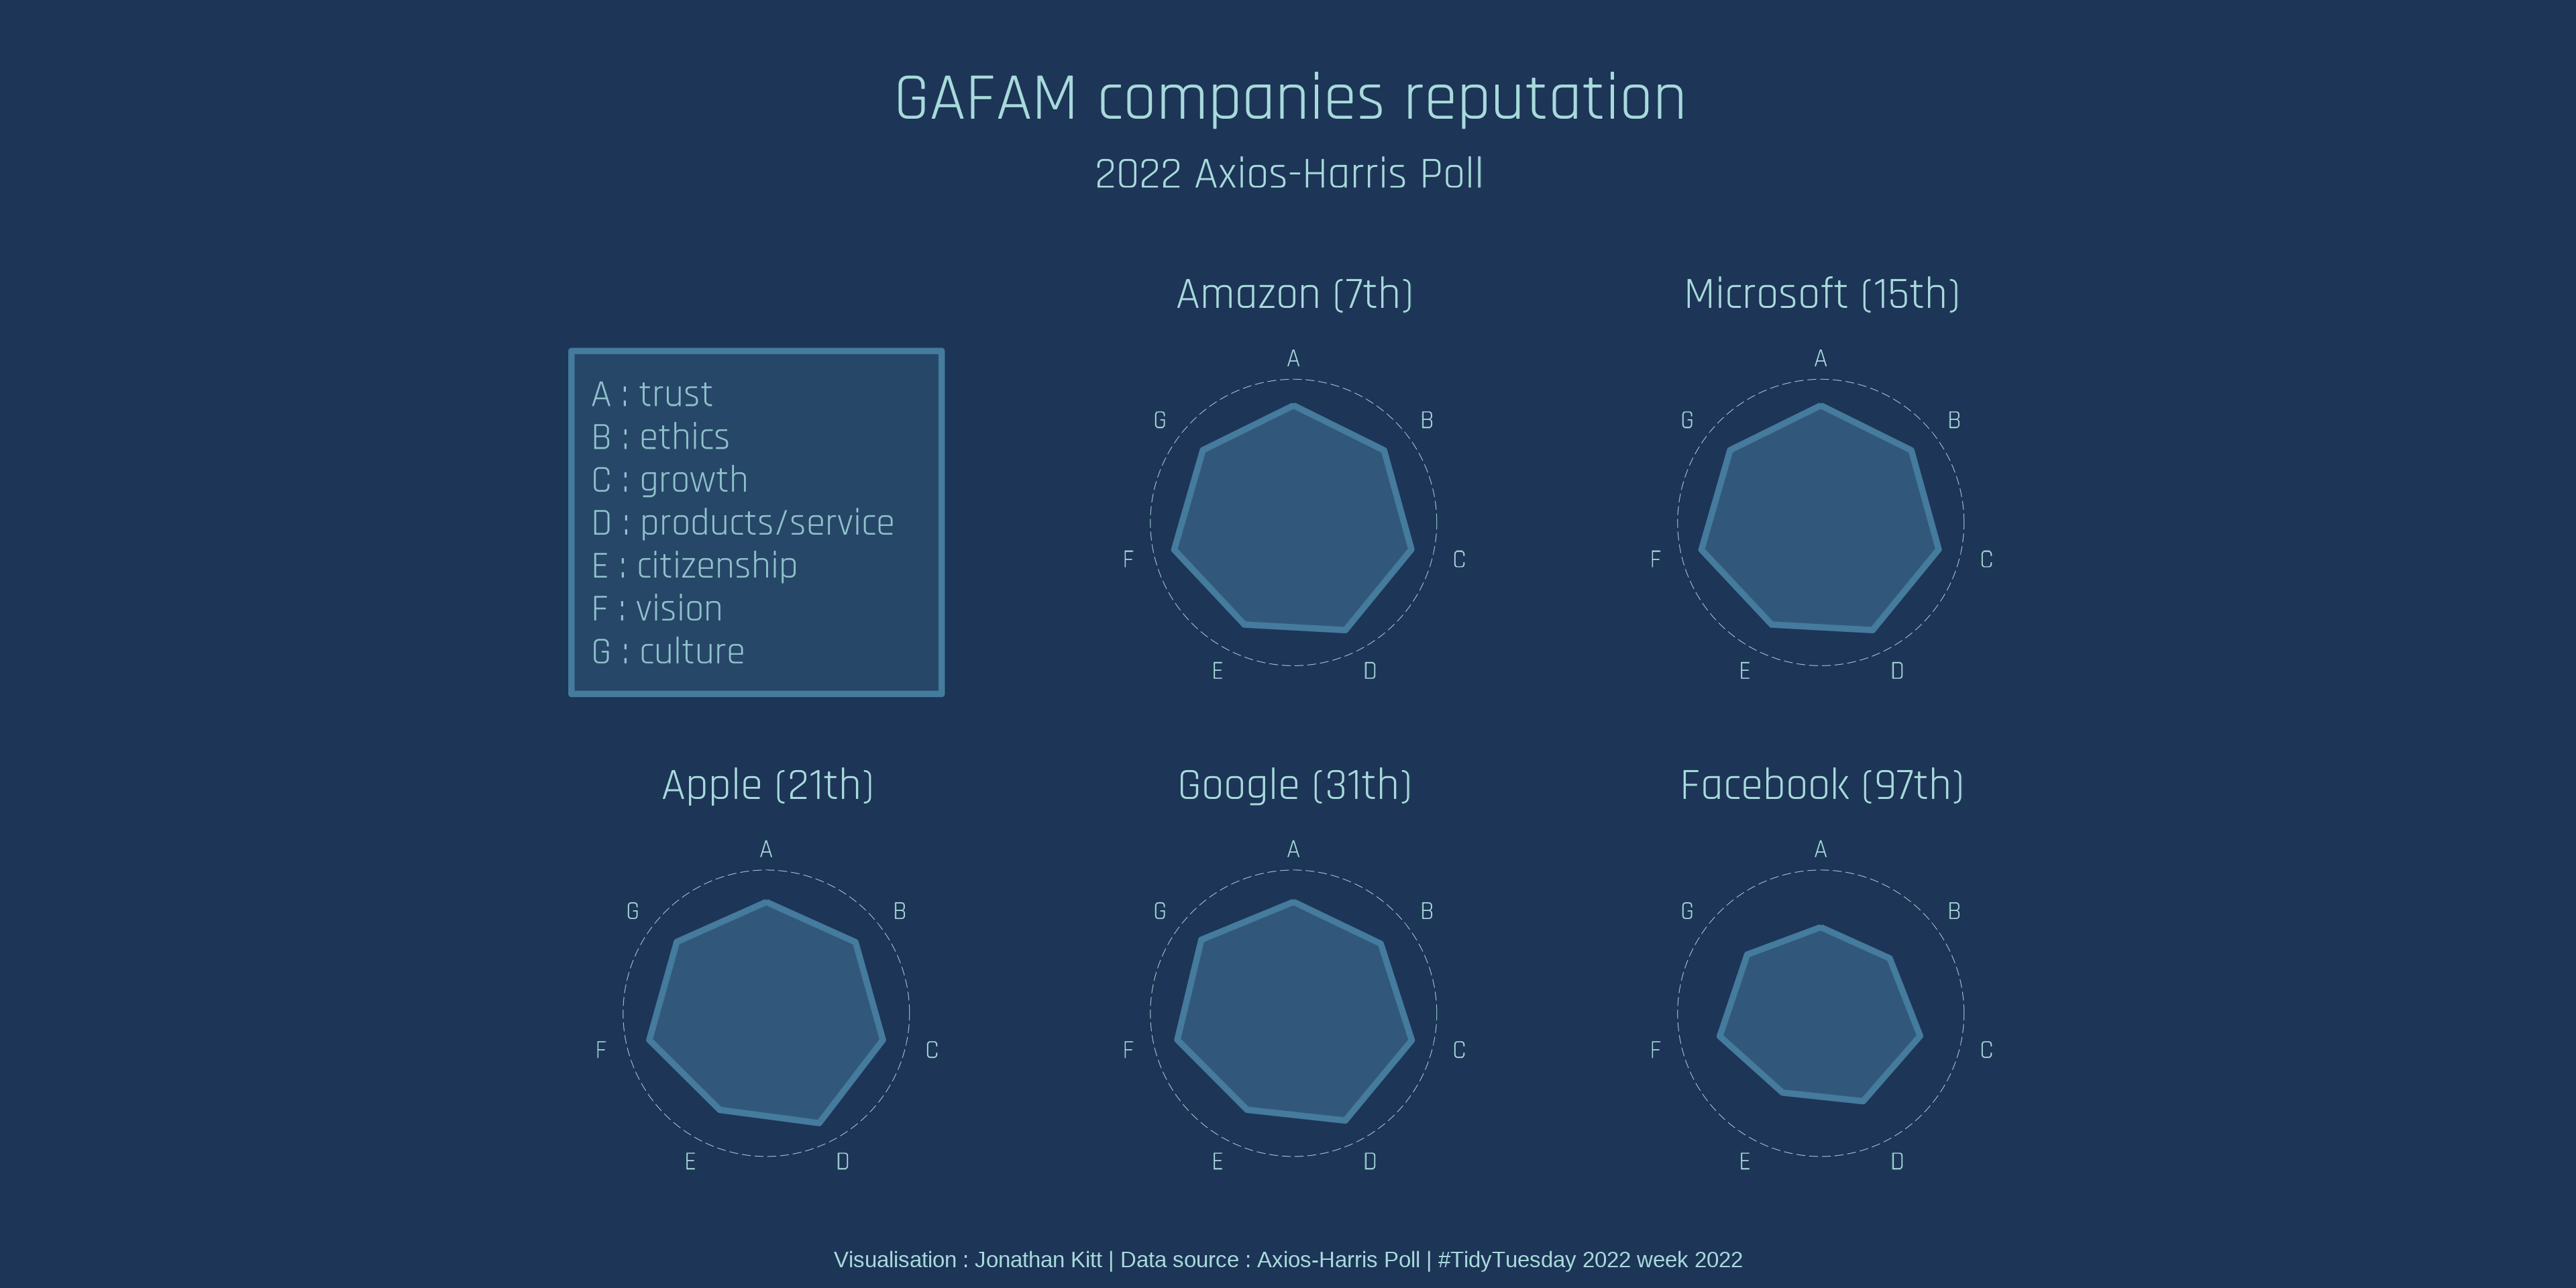 GAFAM companies reputation
2022 Axios-Harris Poll
A : trust
B : ethics
C : growth
D : products/service
E : citizenship
F : vision
G : culture
Amazon (7th)
A
B
C
D
E
F
G
Microsoft (15th)
A
B
C
D
E
F
G
Apple (21th)
A
B
C
D
E
F
G
Google (31th)
A
B
C
D
E
F
G
Facebook (97th)
A
B
C
D
E
F
G
Visualisation : Jonathan Kitt | Data source : Axios-Harris Poll | #TidyTuesday 2022 week 2022